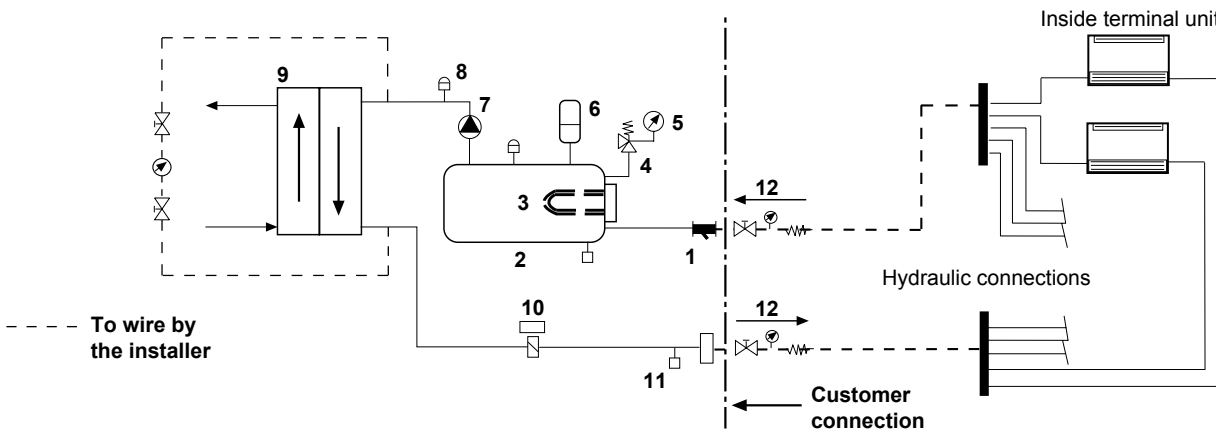 Inside terminal unit
9
8
7
6
5
4
3
12
2
1
Hydraulic connections
To wire by
the installer
10
12
11
Customer
connection